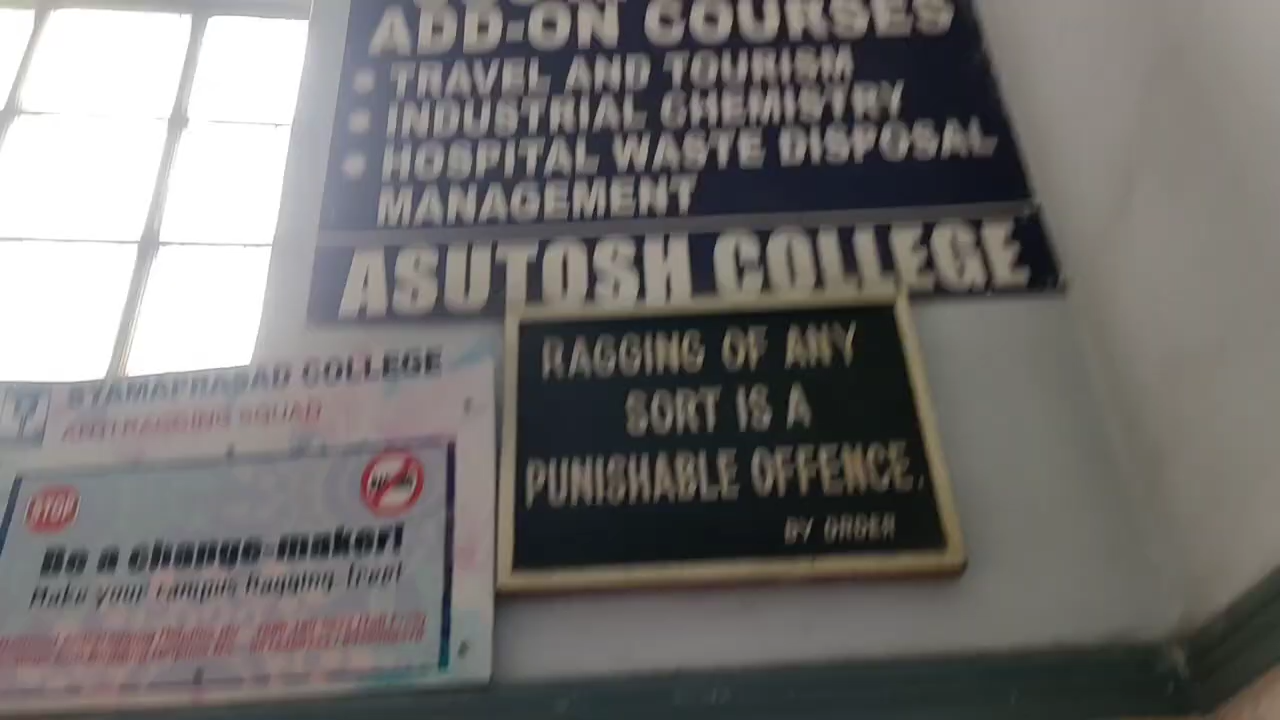 ADD-ON COURSES
• TRAVEL AND TOURISM
• INDUSTRIAL CHEMISTRY
• HOSPITAL WASTE DISPOSAL
MANAGEMENT
ASUTOSH COLLEGE
RAGGING OF ANY
SORT IS A
PUNISHABLE OFFENCE.
BY ORDER
SYAMAPRASAD COLLEGE
ANTI RAGGING SQUAD
STOP
Be a change-maker!
Make your campus Ragging-free!